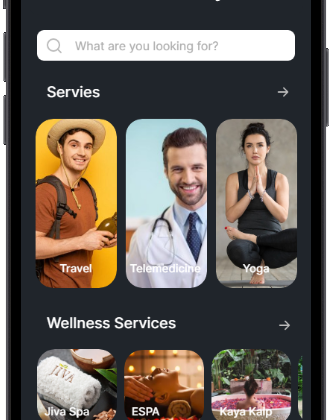 What are you looking for?
Servies
Travel
Telemedicine
Yoga
Wellness Services
JIVA
Jiva Spa
ESPA
Kaya Kalp